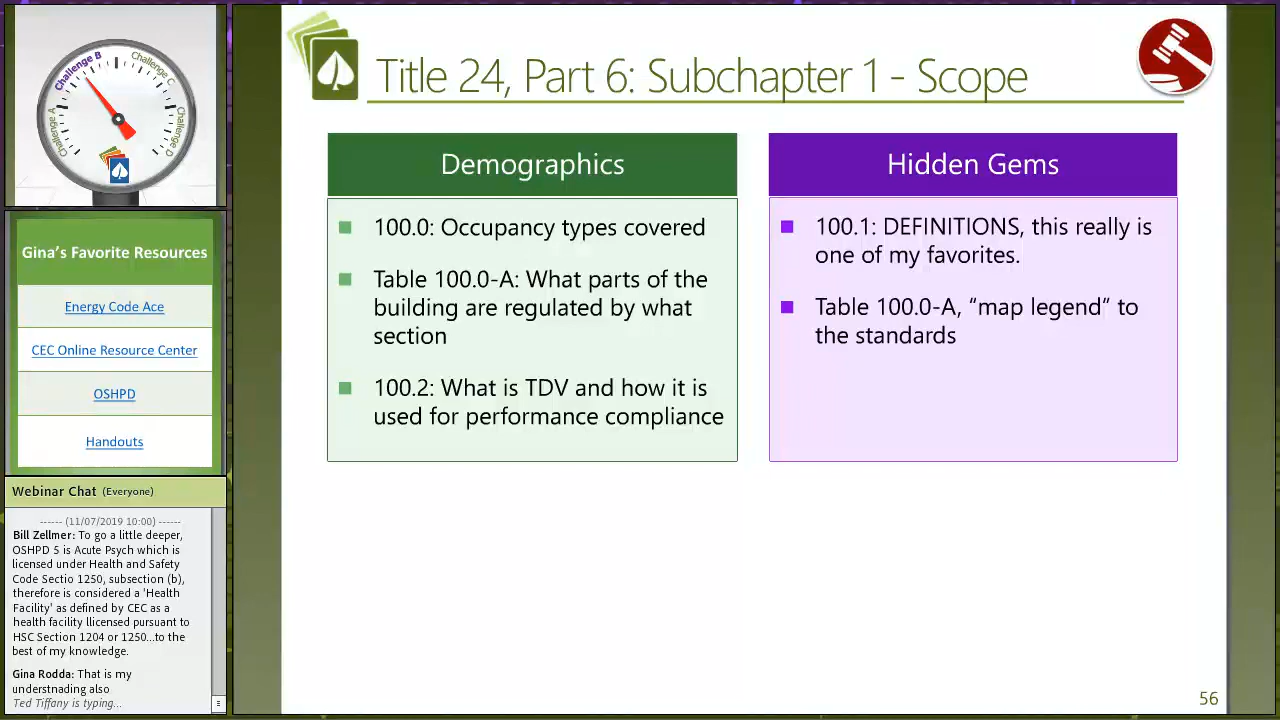 Challenge A
Challenge B
Challenge C
Challenge D
Gina's Favorite Resources
Energy Code Ace
CEC Online Resource Center
OSHPD
Handouts
Webinar Chat (Everyone)
------ (11/07/2019 10:00) ------
Bill Zellmer: To go a little deeper,
OSHPD 5 is Acute Psych which is
licensed under Health and Safety
Code Sectio 1250, subsection (b),
therefore is considered a 'Health
Facility' as defined by CEC as a
health facility llicensed pursuant to
HSC Section 1204 or 1250...to the
best of my knowledge.
Gina Rodda: That is my
understnading also
Ted Tiffany is typing...
Title 24, Part 6: Subchapter 1 - Scope
Demographics
100.0: Occupancy types covered
Table 100.0-A: What parts of the
building are regulated by what
section
100.2: What is TDV and how it is
used for performance compliance
Hidden Gems
100.1: DEFINITIONS, this really is
one of my favorites.
Table 100.0-A, “map legend” to
the standards
56